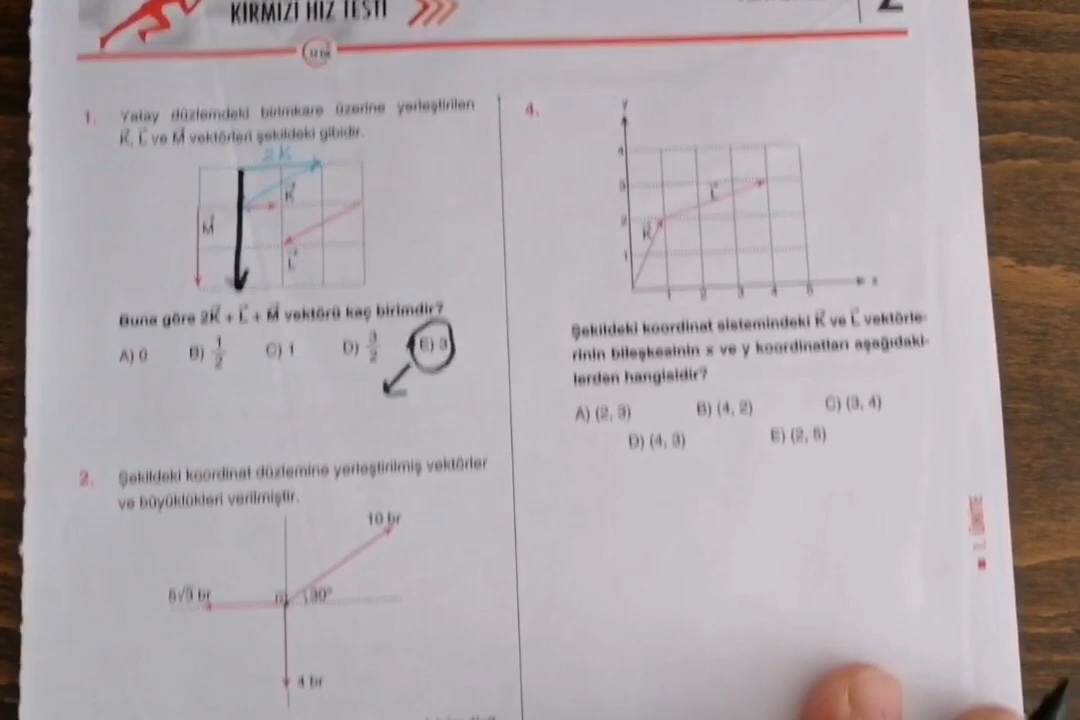 KIRMIZI HIZ TESTİ
1. Yatay düzlemdeki birimkare üzerine yerleştirilen
K, L ve M vektörleri şekildeki gibidir.
2K
K
M
L
Buna göre 2K + L + M vektörü kaç birimdir?
A) 0 B) 1/2 C) 1 D) 3/2 E) 3
2. Şekildeki koordinat düzlemine yerleştirilmiş vektörler
ve büyüklükleri verilmiştir.
10 br
5√3 br
30°
4 br
4.
y
4
3
L
2
K
1
x
1 2 3 4 5
Şekildeki koordinat sistemindeki K ve L vektörle-
rinin bileşkesinin x ve y koordinatları aşağıdaki-
lerden hangisidir?
A) (2, 3) B) (4, 2) C) (3, 4)
D) (4, 3) E) (2, 5)